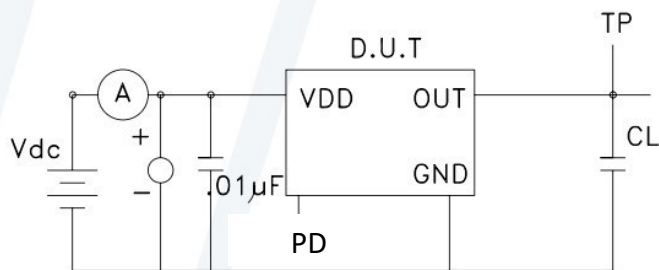 TP
D.U.T
A
VDD OUT
+
Vdc
CL
-
.01µF
GND
PD